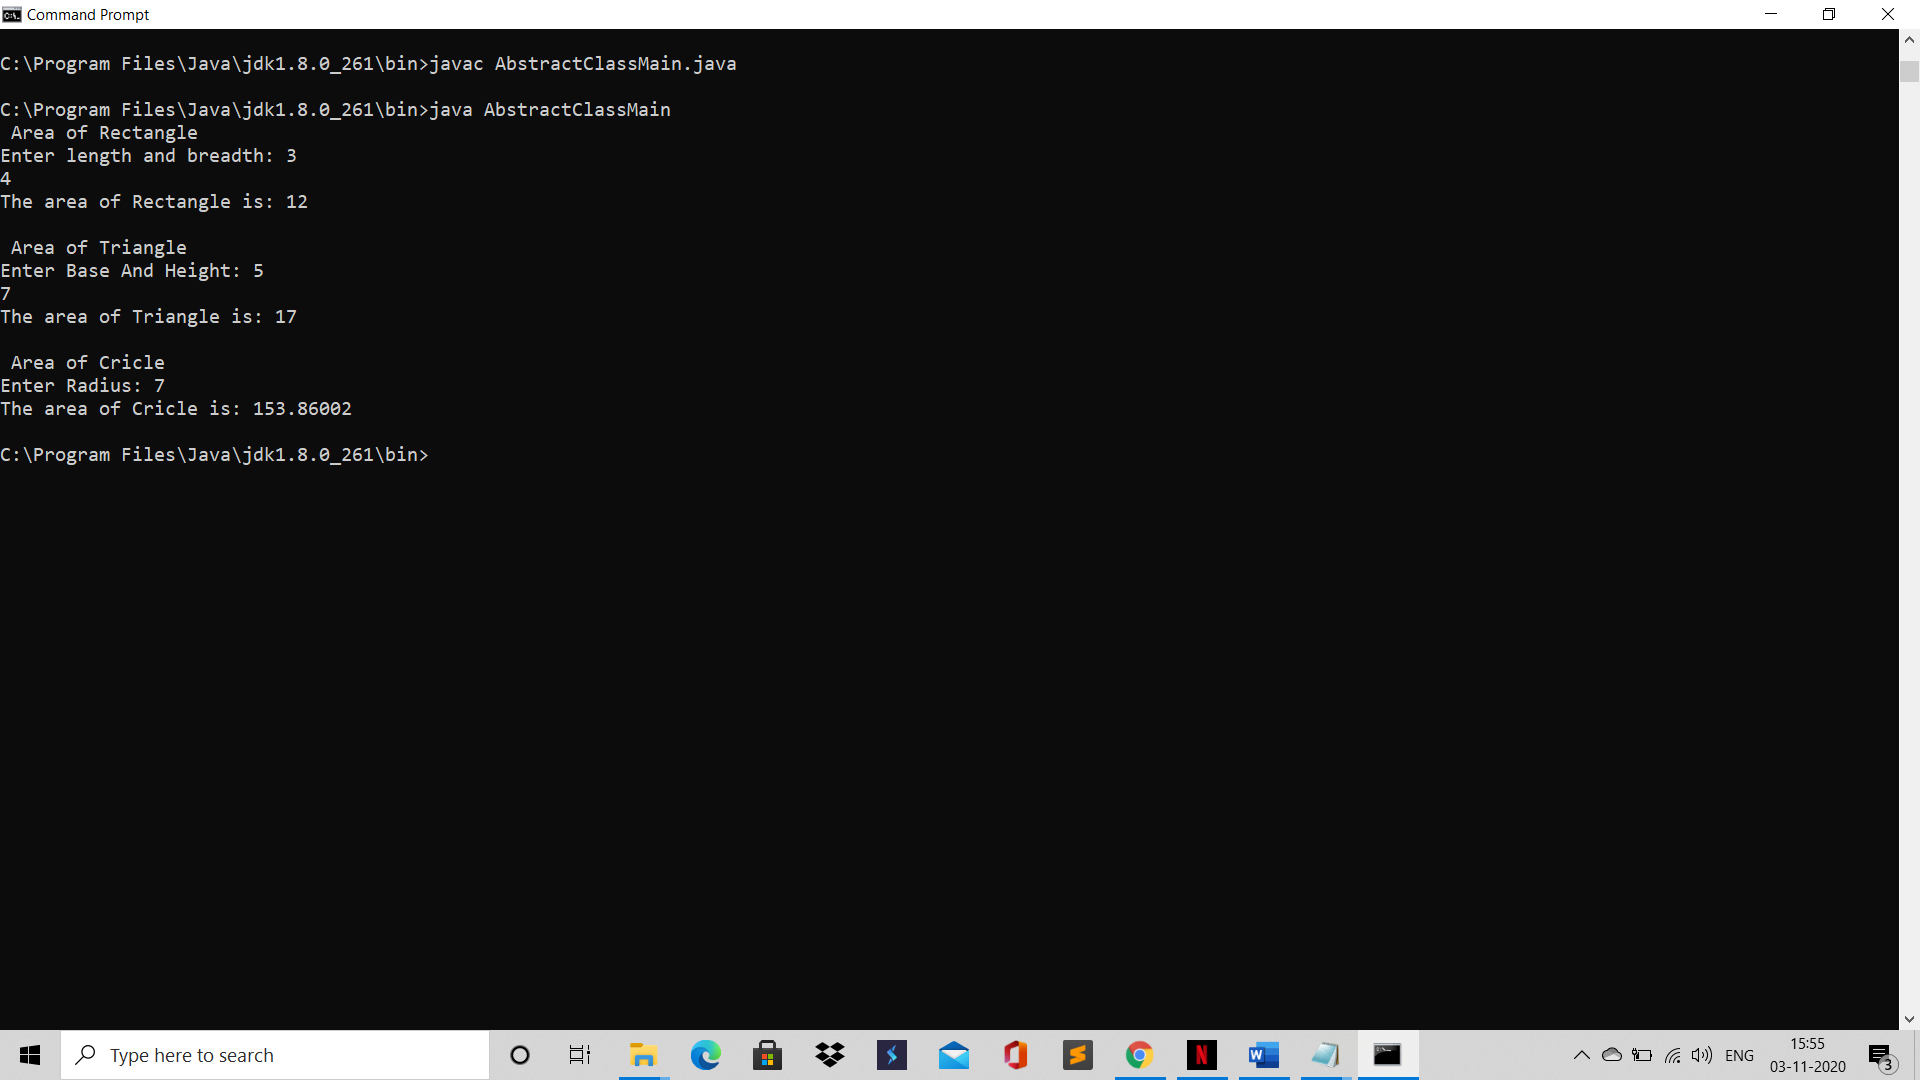 Command Prompt
C:\Program Files\Java\jdk1.8.0_261\bin>javac AbstractClassMain.java
C:\Program Files\Java\jdk1.8.0_261\bin>java AbstractClassMain
Area of Rectangle
Enter length and breadth: 3
4
The area of Rectangle is: 12
Area of Triangle
Enter Base And Height: 5
7
The area of Triangle is: 17
Area of Cricle
Enter Radius: 7
The area of Cricle is: 153.86002
C:\Program Files\Java\jdk1.8.0_261\bin>
Type here to search
ENG
15:55
03-11-2020
3